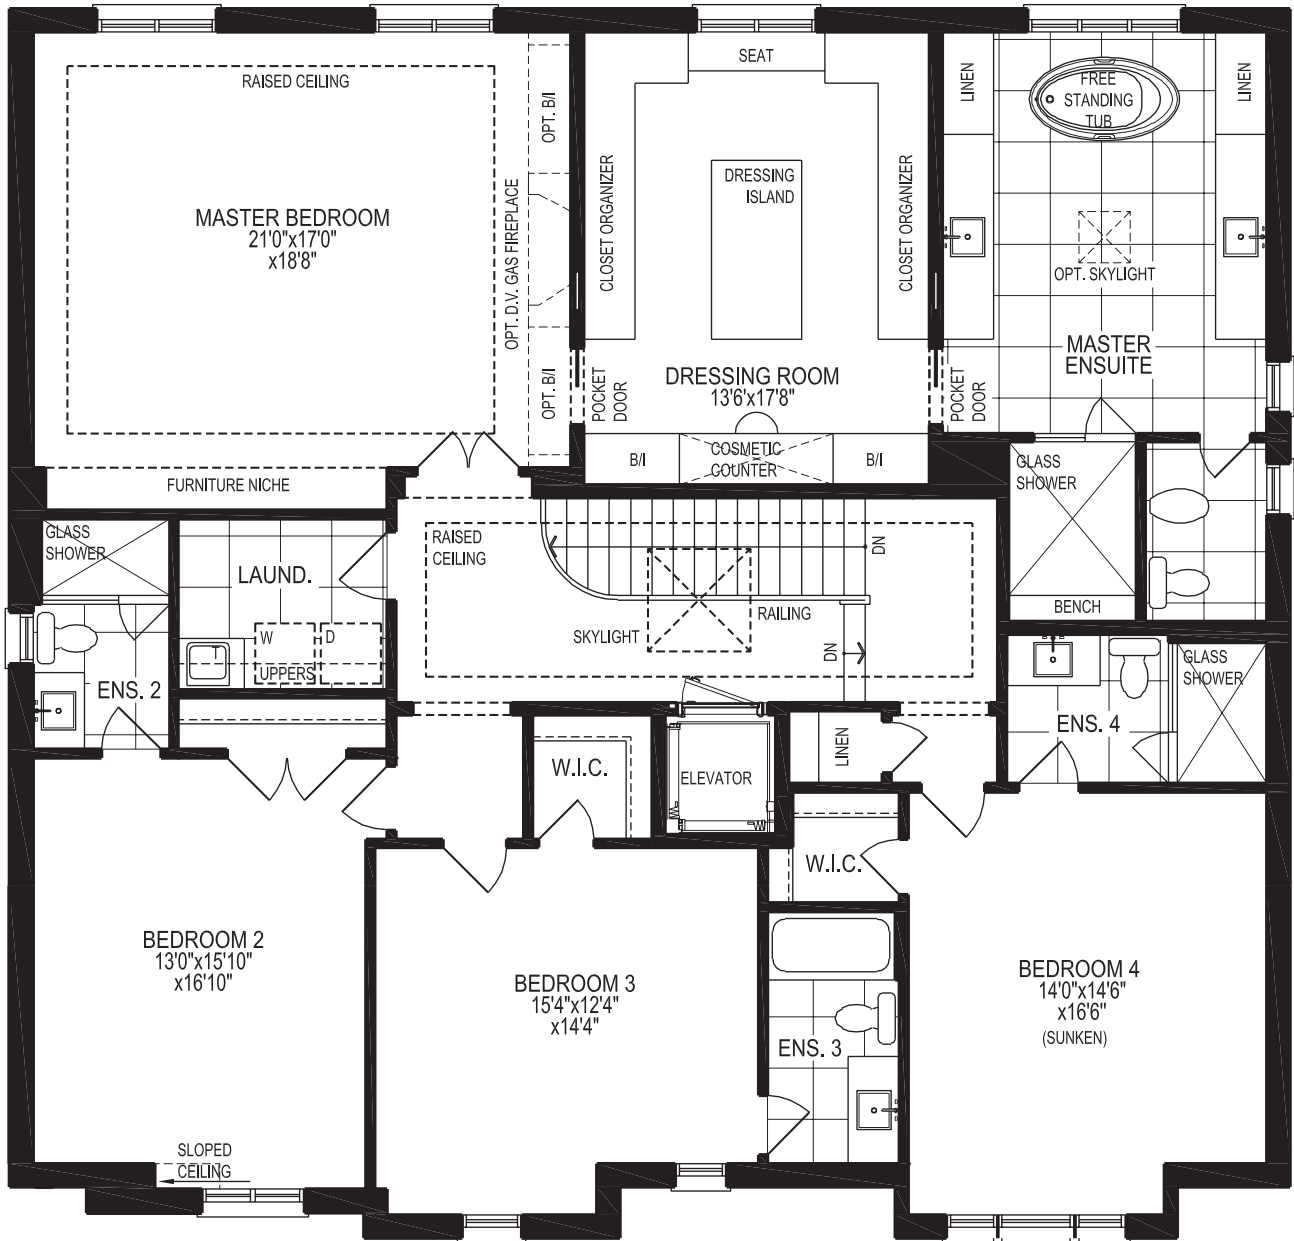 SEAT
RAISED CEILING
LINEN
FREE
STANDING
TUB
LINEN
OPT. B/I
DRESSING
ISLAND
CLOSET ORGANIZER
CLOSET ORGANIZER
MASTER BEDROOM
21'0"x17'0"
x18'8"
OPT. D.V. GAS FIREPLACE
OPT. SKYLIGHT
MASTER
ENSUITE
OPT. B/I
POCKET
DOOR
DRESSING ROOM
13'6"x17'8"
POCKET
DOOR
B/I
COSMETIC
COUNTER
B/I
GLASS
SHOWER
FURNITURE NICHE
GLASS
SHOWER
RAISED
CEILING
DN
LAUND.
BENCH
RAILING
SKYLIGHT
W
D
UPPERS
DN
GLASS
SHOWER
ENS. 2
ENS. 4
LINEN
W.I.C.
ELEVATOR
W.I.C.
BEDROOM 2
13'0"x15'10"
x16'10"
BEDROOM 3
15'4"x12'4"
x14'4"
BEDROOM 4
14'0"x14'6"
x16'6"
(SUNKEN)
ENS. 3
SLOPED
CEILING